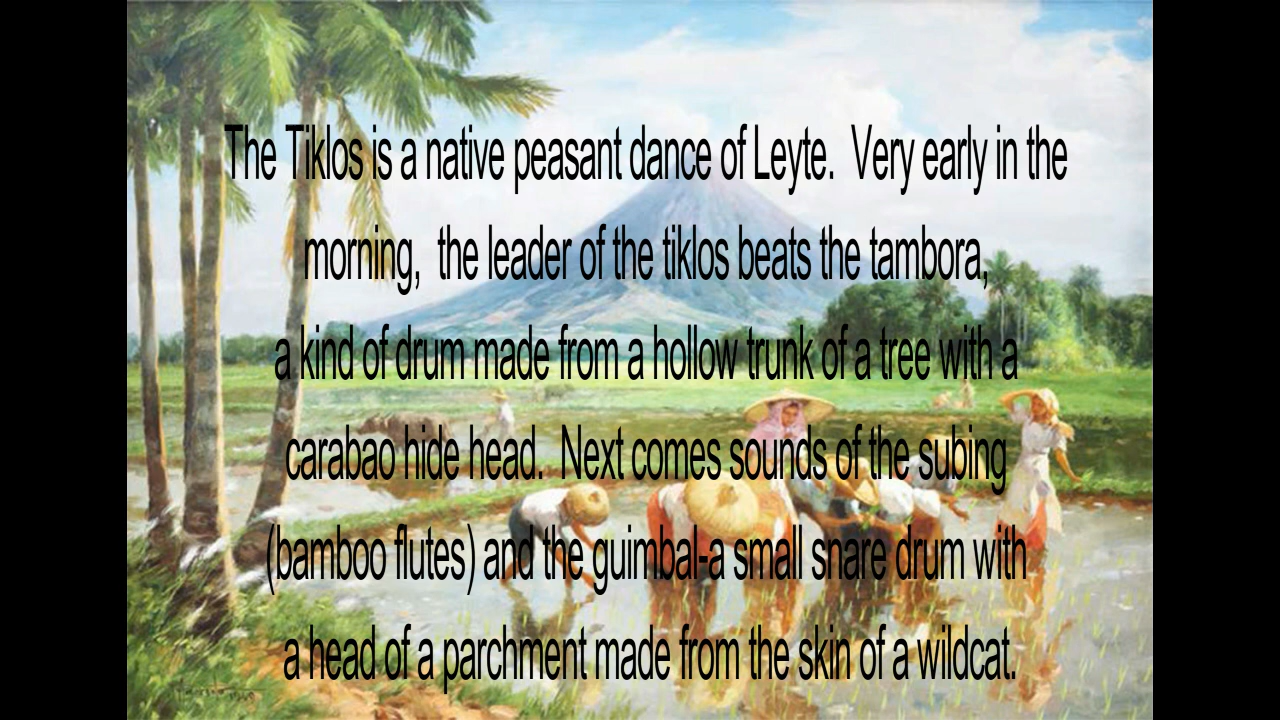 The Tiklos is a native peasant dance of Leyte.  Very early in the
morning,  the leader of the tiklos beats the tambora,
a kind of drum made from a hollow trunk of a tree with a
carabao hide head.  Next comes sounds of the subing
(bamboo flutes) and the guimbal-a small snare drum with
a head of a parchment made from the skin of a wildcat.